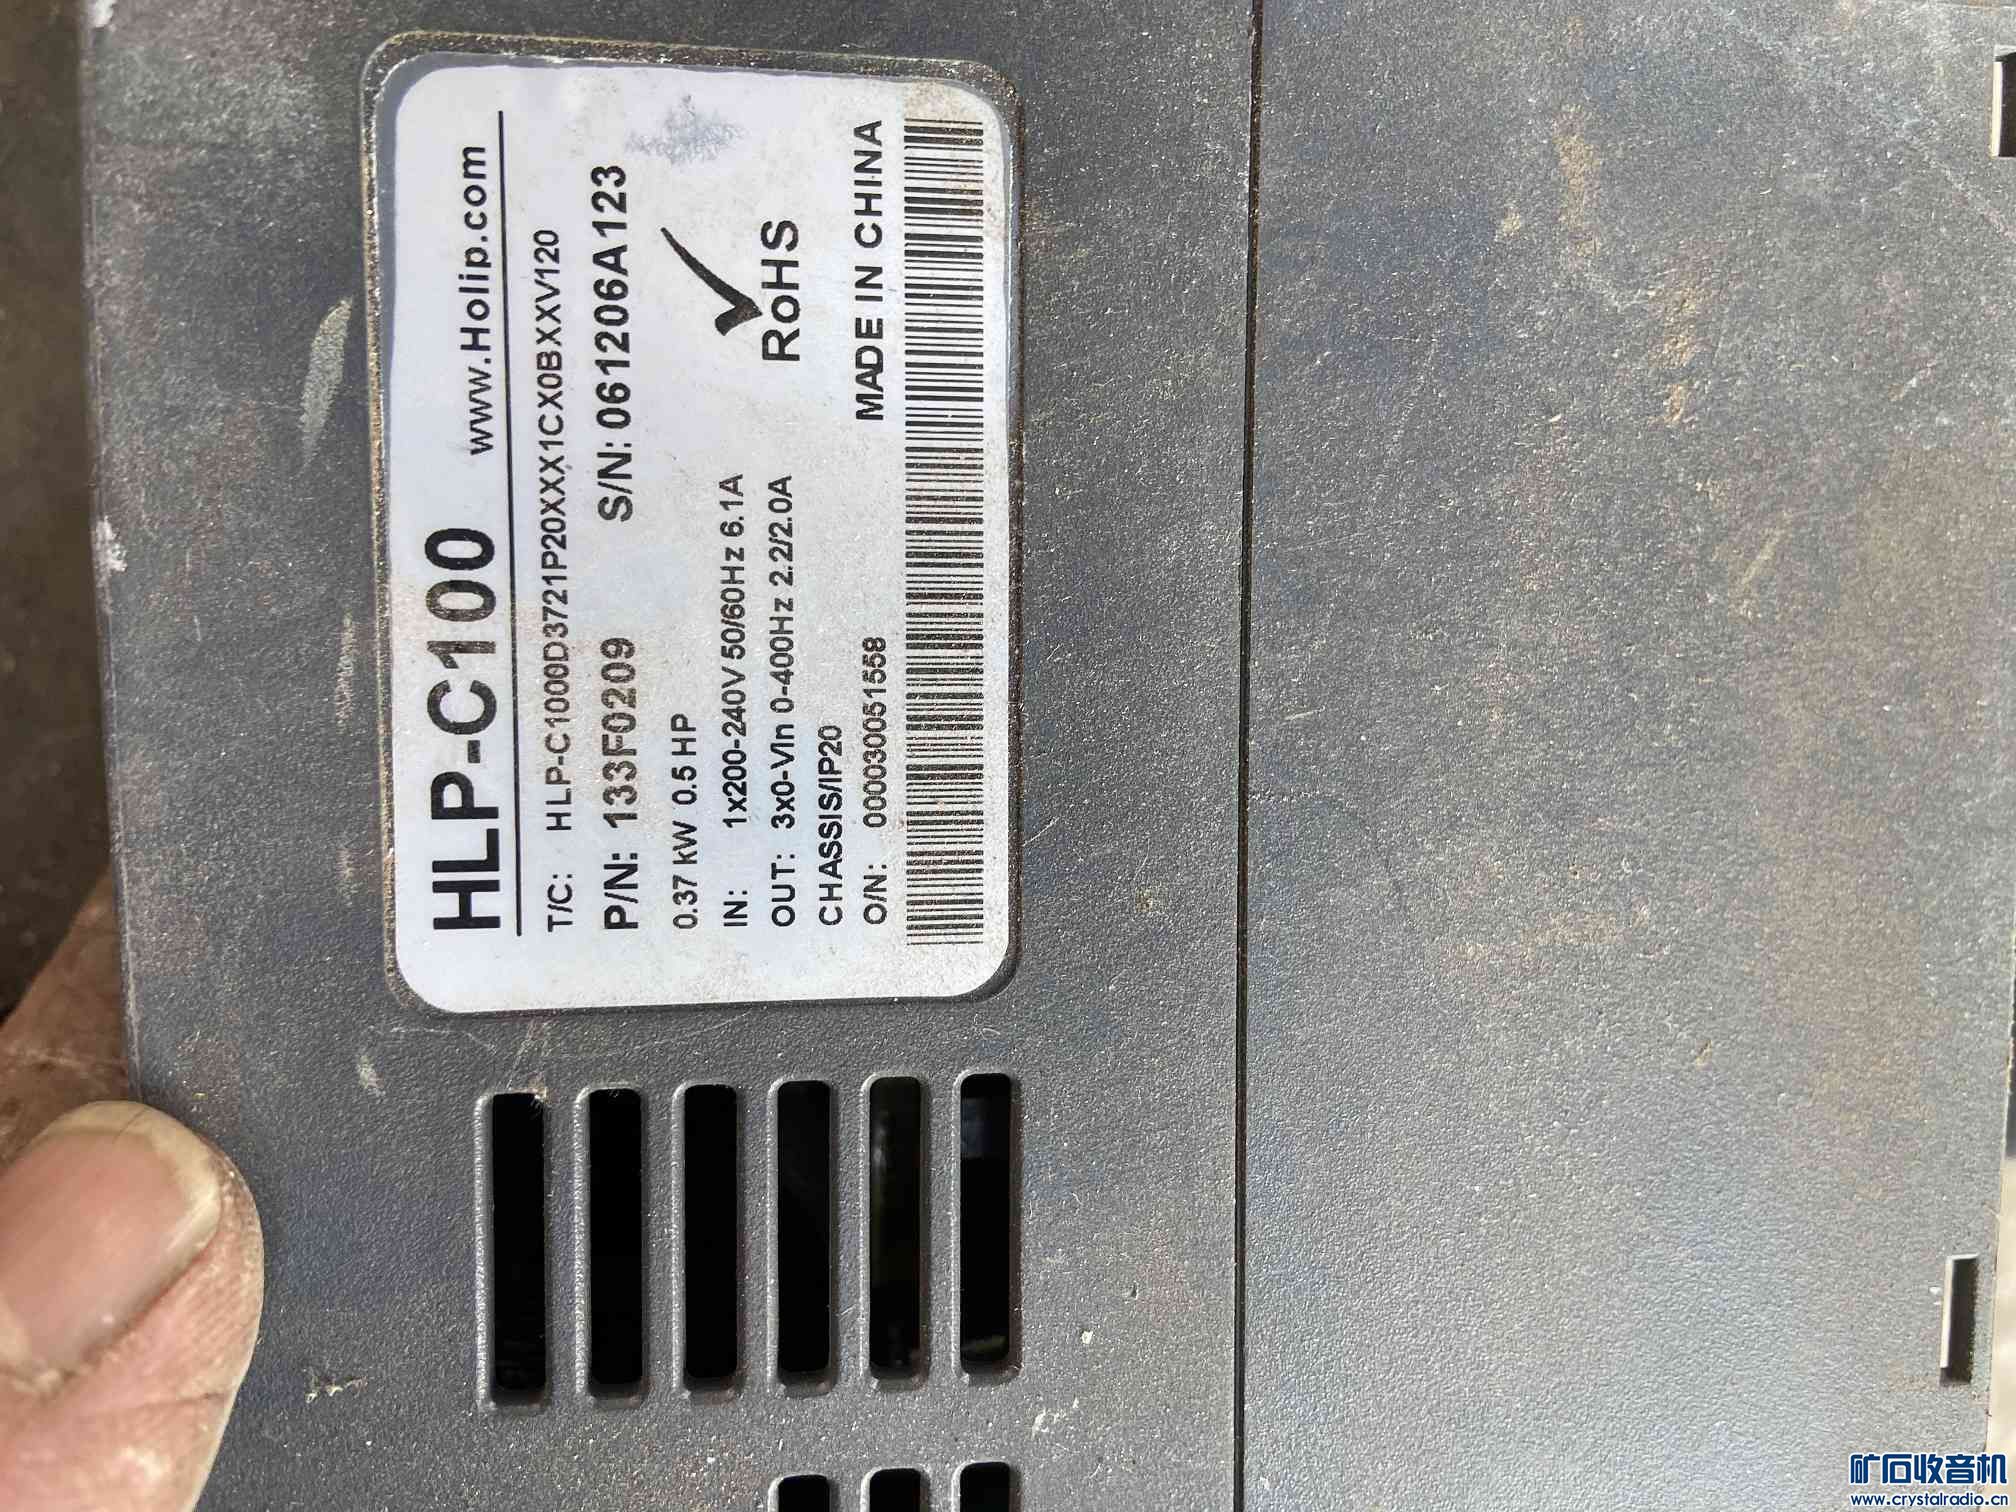 HLP-C100 www.Holip.com
T/C: HLP-C1000D3721P20XXX1CX0BXXV120
P/N: 133F0209 S/N: 061206A123
0.37 kW 0.5 HP
IN: 1x200-240V 50/60Hz 6.1A
OUT: 3x0-Vin 0-400Hz 2.2/2.0A
CHASSIS/IP20
RoHS
O/N: 000030051558 MADE IN CHINA
矿石收音机
www.crystalradio.cn